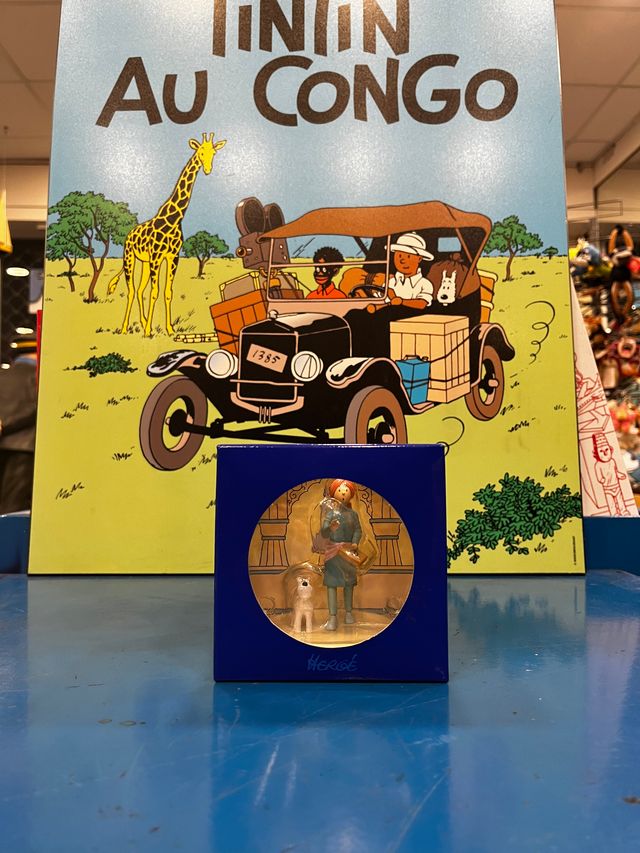 TINTIN
AU CONGO
1385
HERGÉ